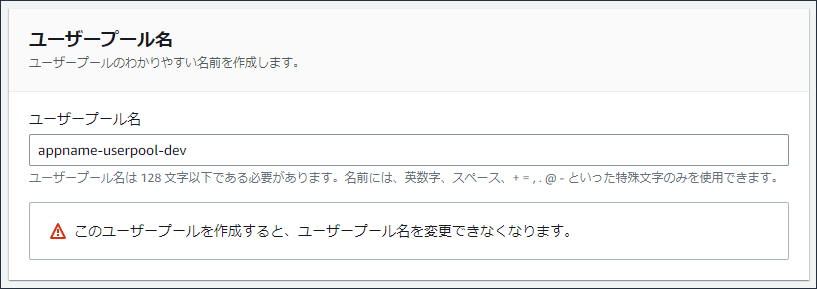 ユーザープール名
ユーザープールのわかりやすい名前を作成します。
ユーザープール名
appname-userpool-dev
ユーザープール名は 128 文字以下である必要があります。名前には、英数字、スペース、+ = , . @ - といった特殊文字のみを使用できます。
このユーザープールを作成すると、ユーザープール名を変更できなくなります。